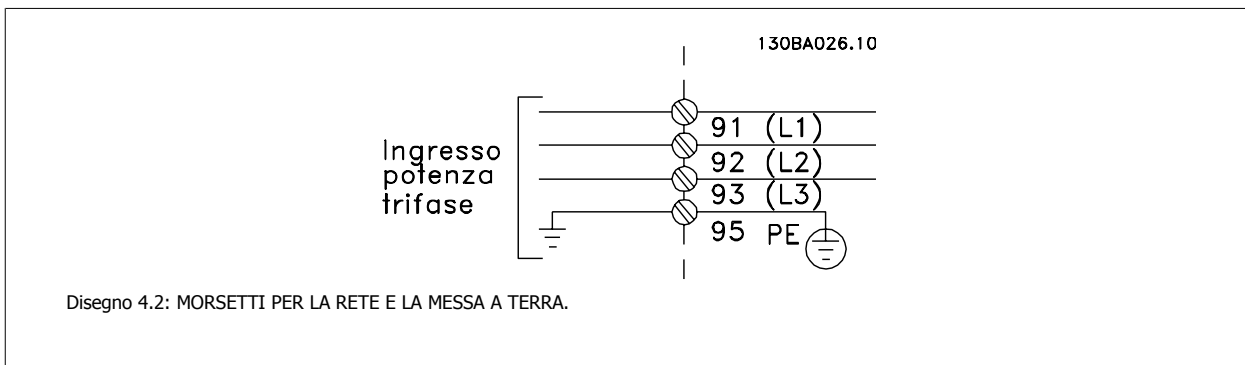 130BA026.10
Ingresso
potenza
trifase
91 (L1)
92 (L2)
93 (L3)
95 PE
Disegno 4.2: MORSETTI PER LA RETE E LA MESSA A TERRA.